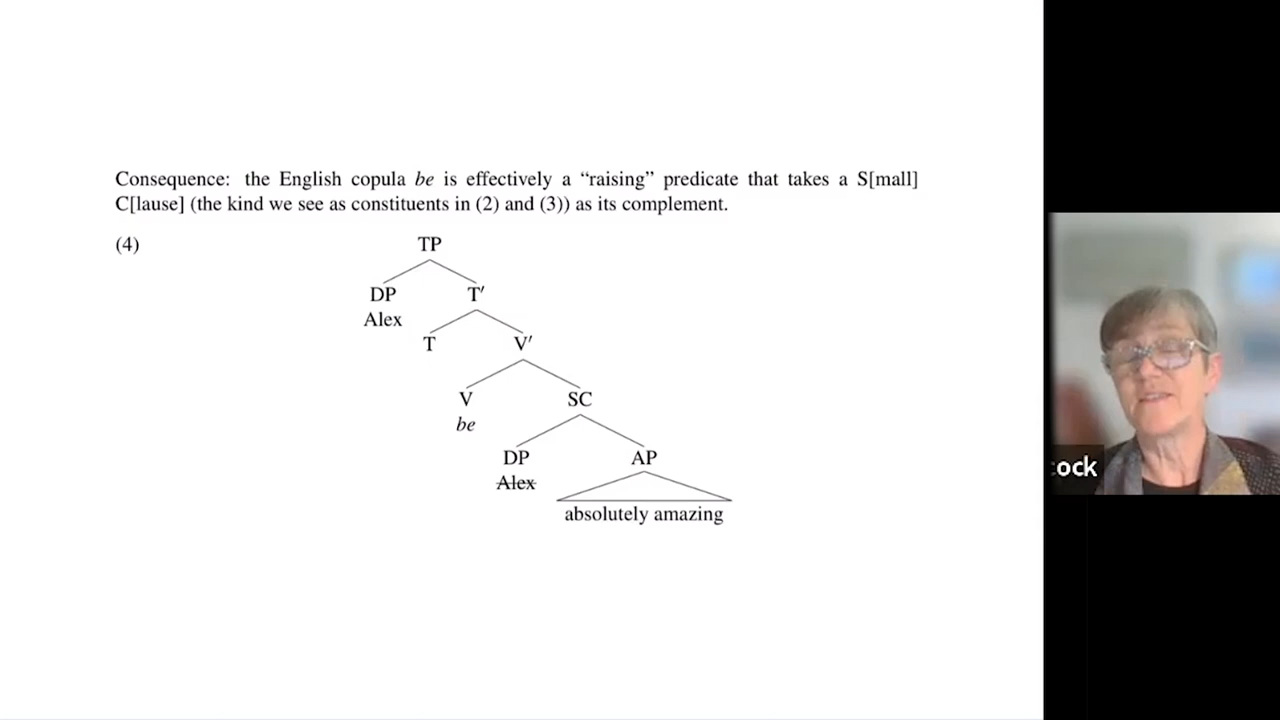 Consequence: the English copula be is effectively a “raising” predicate that takes a S[mall]
C[lause] (the kind we see as constituents in (2) and (3)) as its complement.
(4) TP
DP T′
Alex
T V′
V SC
be
DP AP
Alex
absolutely amazing
cock